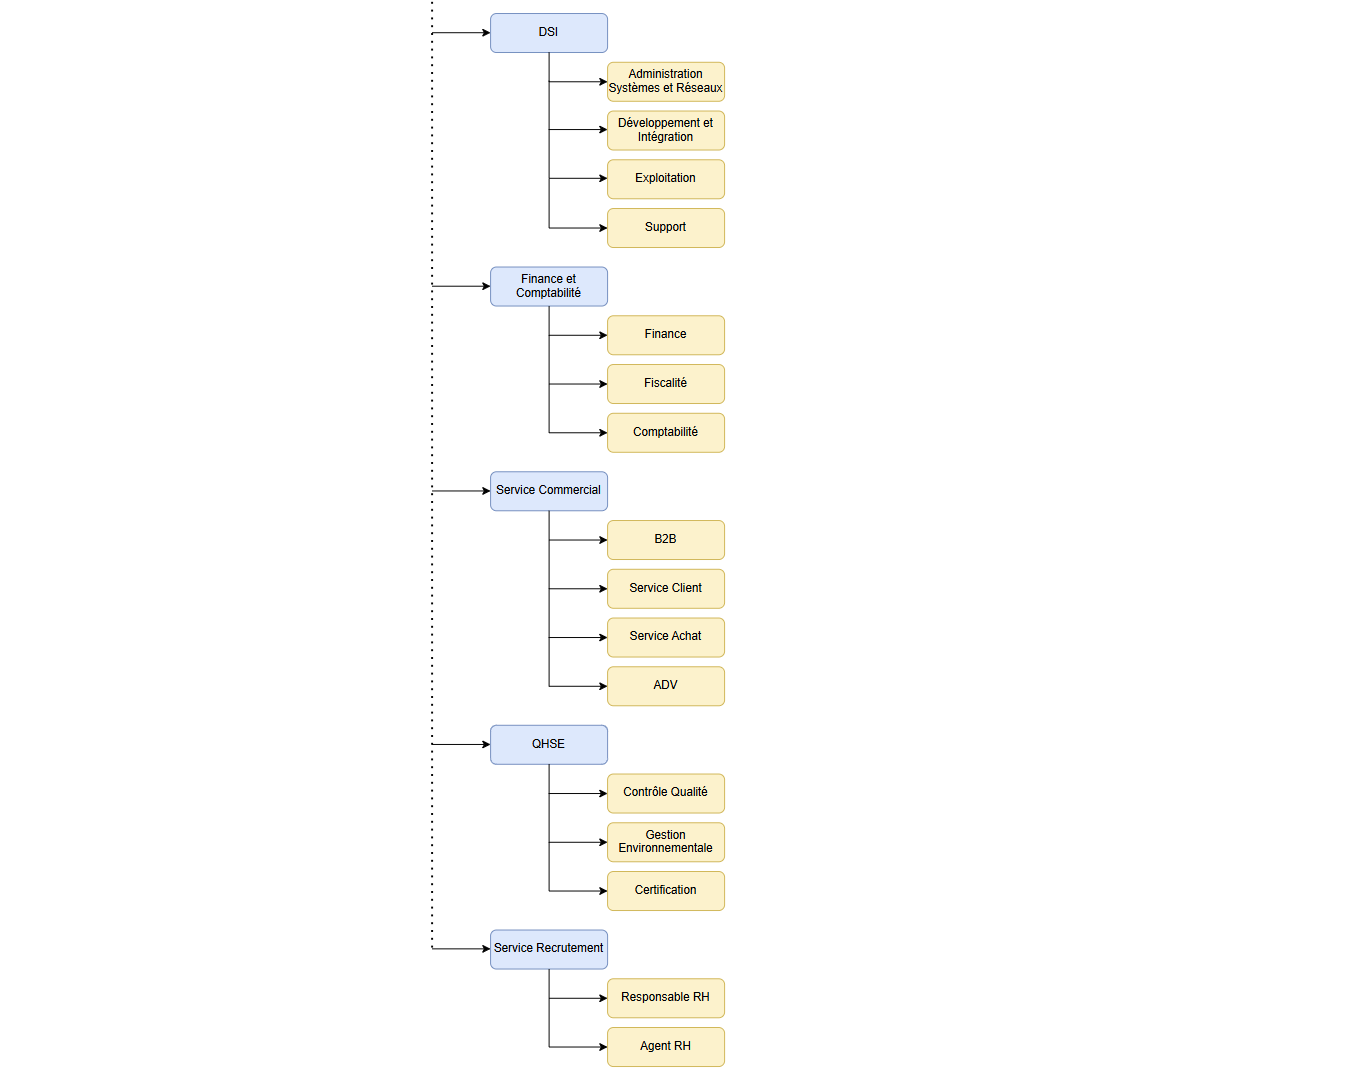 DSI
Administration
Systèmes et Réseaux
Développement et
Intégration
Exploitation
Support
Finance et
Comptabilité
Finance
Fiscalité
Comptabilité
Service Commercial
B2B
Service Client
Service Achat
ADV
QHSE
Contrôle Qualité
Gestion
Environnementale
Certification
Service Recrutement
Responsable RH
Agent RH